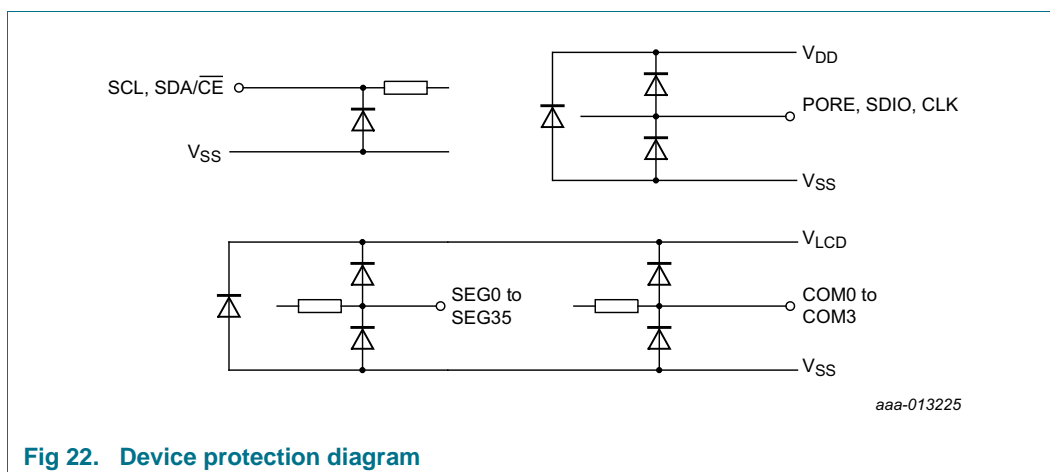 SCL, SDA/C̅E̅
VSS
VDD
PORE, SDIO, CLK
VSS
VLCD
SEG0 to
SEG35
COM0 to
COM3
VSS
aaa-013225
Fig 22. Device protection diagram